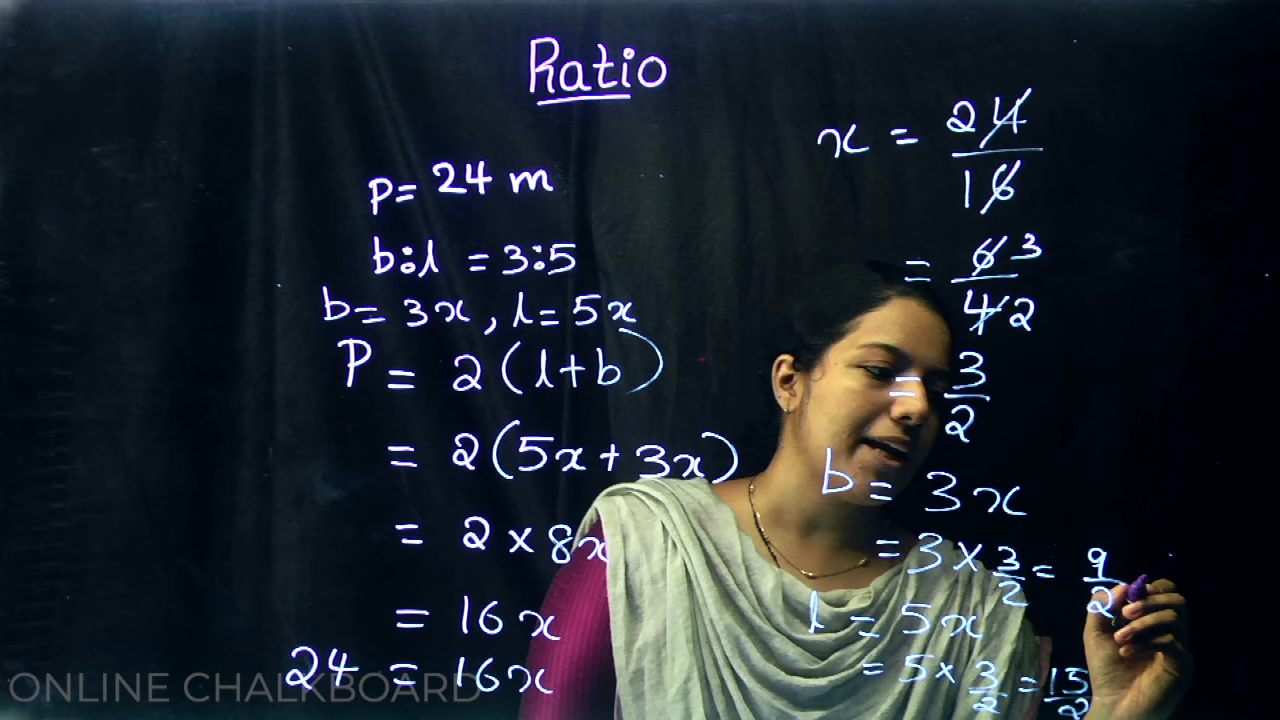 Ratio
P= 24 m
b:l = 3:5
b= 3x, l= 5x
P = 2(l+b)
= 2(5x+3x)
= 2×8x
= 16x
24 = 16x
x = 24/16
= 6 3/4 2
= 3/2
b = 3x
= 3×3/2 = 9/2
l = 5x
= 5×3/2 = 15/2
ONLINE CHALKBOARD